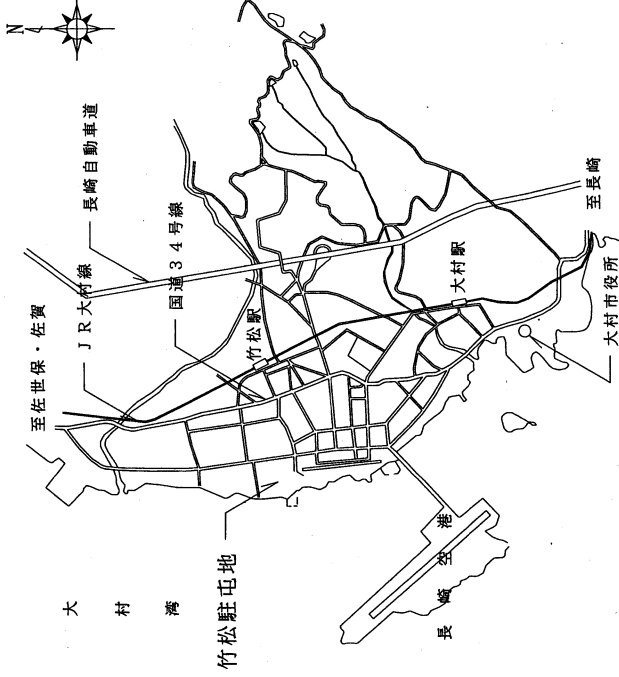 N
長崎自動車道
国道34号線
JR大村線
至佐世保・佐賀
竹松駅
大村駅
至長崎
大村市役所
大村湾
竹松駐屯地
長崎空港